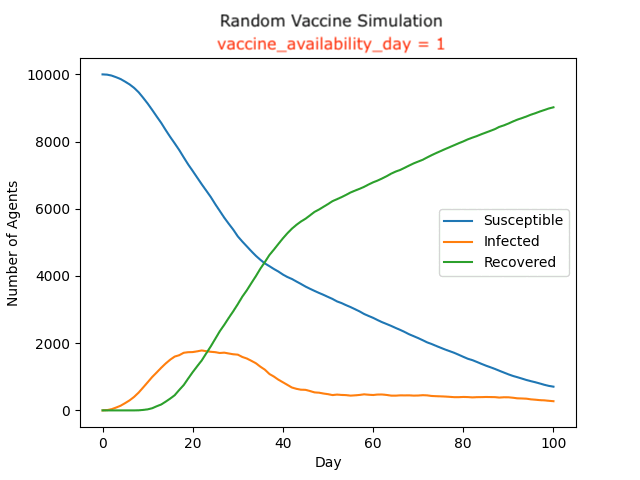 Random Vaccine Simulation
vaccine_availability_day = 1
10000
8000
6000
4000
2000
0
Number of Agents
Susceptible
Infected
Recovered
0 20 40 60 80 100
Day